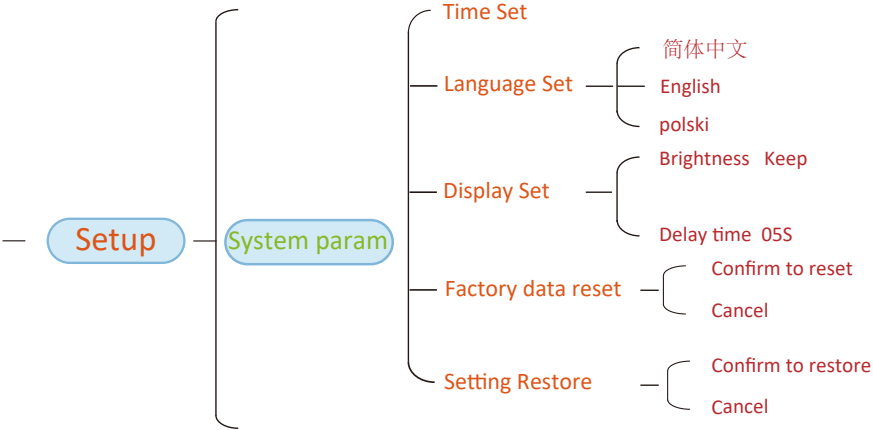 Setup
System param
Time Set
Language Set
简体中文
English
polski
Display Set
Brightness Keep
Delay time 05S
Factory data reset
Confirm to reset
Cancel
Setting Restore
Confirm to restore
Cancel